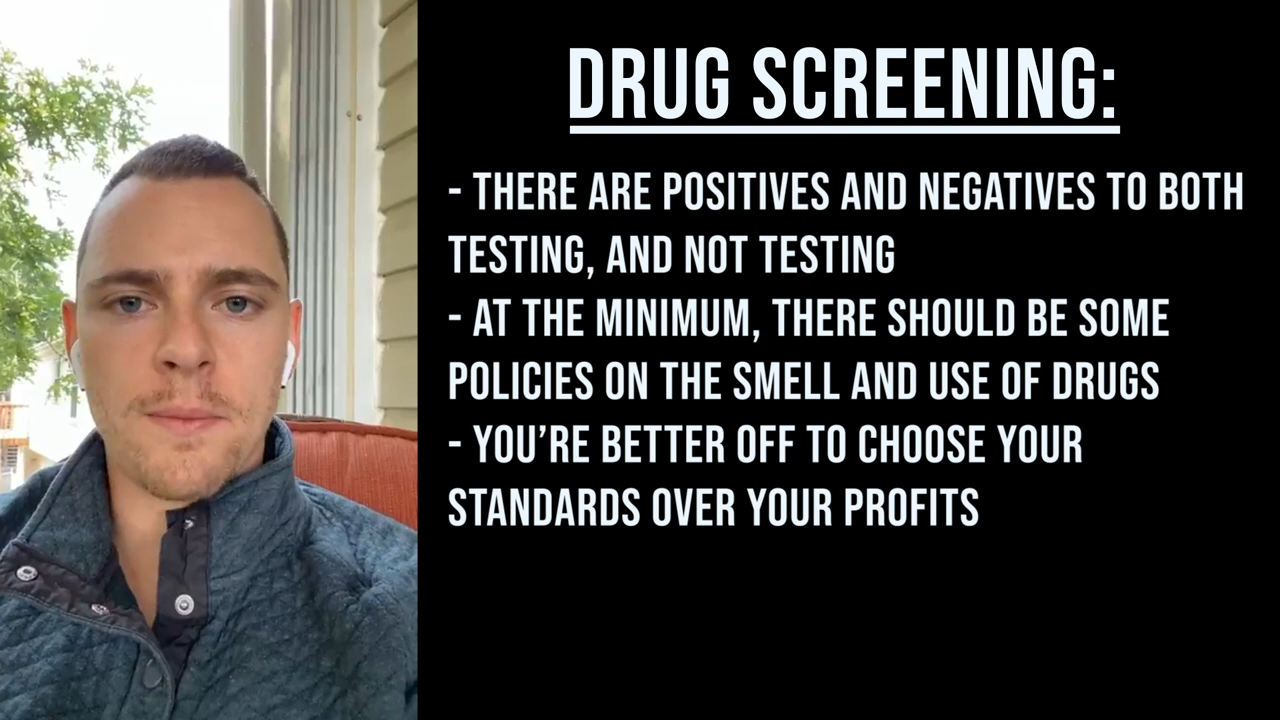 DRUG SCREENING:
- THERE ARE POSITIVES AND NEGATIVES TO BOTH
TESTING, AND NOT TESTING
- AT THE MINIMUM, THERE SHOULD BE SOME
POLICIES ON THE SMELL AND USE OF DRUGS
- YOU’RE BETTER OFF TO CHOOSE YOUR
STANDARDS OVER YOUR PROFITS